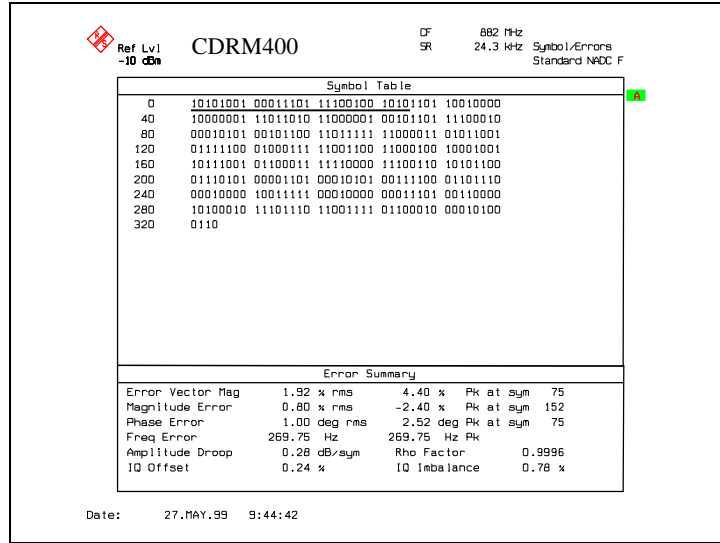 R/S
Ref Lvl
-10 dBm
CDRM400
CF 882 MHz
SR 24.3 kHz Symbol/Errors
Standard NADC F
A
Symbol Table
0 10101001 00011101 11100100 10101101 10010000
40 10000001 11011010 11000001 00101101 11100010
80 00010101 00101100 11011111 11000011 01011001
120 01111100 01000111 11001100 11000100 10001001
160 10111001 01100011 11110000 11100110 10101100
200 01110101 00001101 00010101 00111100 01101110
240 00010000 10011111 00010000 00011101 00110000
280 10100010 11101110 11001111 01100010 00010100
320 0110
Error Summary
Error Vector Mag 1.92 % rms 4.40 % Pk at sym 75
Magnitude Error 0.80 % rms -2.40 % Pk at sym 152
Phase Error 1.00 deg rms 2.52 deg Pk at sym 75
Freq Error 269.75 Hz 269.75 Hz Pk
Amplitude Droop 0.28 dB/sym Rho Factor 0.9996
IQ Offset 0.24 % IQ Imbalance 0.78 %
Date: 27.MAY.99 9:44:42